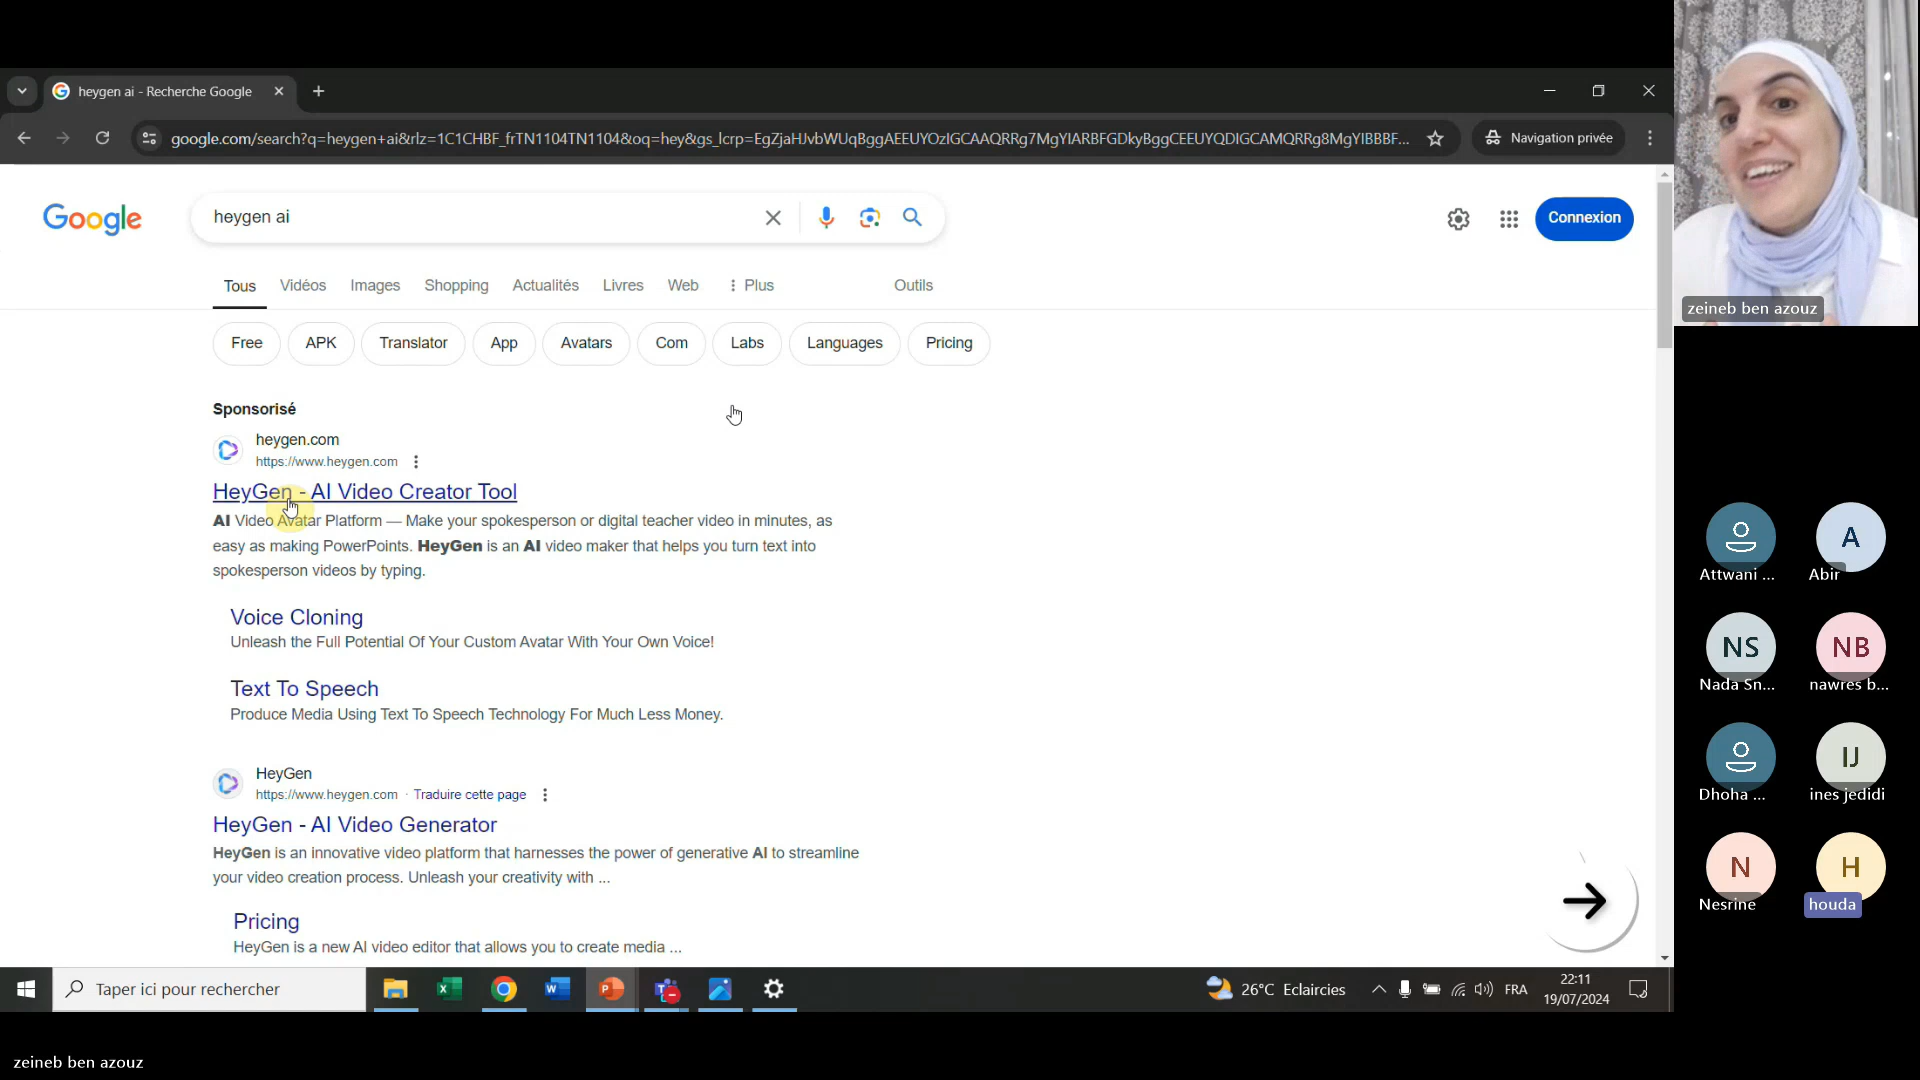 heygen ai - Recherche Google
google.com/search?q=heygen+ai&rlz=1C1CHBF_frTN1104TN1104&oq=hey&gs_lcrp=EgZjaHJvbWUqBggAEEUYOzIGCAAQRRg7MgYIARBFGDkyBggCEEUYQDIGCAMQRRg8MgYIBBBF...
Navigation privée
Google
heygen ai
Connexion
Tous Vidéos Images Shopping Actualités Livres Web Plus Outils
Free APK Translator App Avatars Com Labs Languages Pricing
Sponsorisé
heygen.com
https://www.heygen.com
HeyGen - AI Video Creator Tool
AI Video Avatar Platform — Make your spokesperson or digital teacher video in minutes, as
easy as making PowerPoints. HeyGen is an AI video maker that helps you turn text into
spokesperson videos by typing.
Voice Cloning
Unleash the Full Potential Of Your Custom Avatar With Your Own Voice!
Text To Speech
Produce Media Using Text To Speech Technology For Much Less Money.
HeyGen
https://www.heygen.com · Traduire cette page
HeyGen - AI Video Generator
HeyGen is an innovative video platform that harnesses the power of generative AI to streamline
your video creation process. Unleash your creativity with ...
Pricing
HeyGen is a new AI video editor that allows you to create media ...
Taper ici pour rechercher
26°C Eclaircies
FRA
22:11
19/07/2024
zeineb ben azouz
A
Attwani ... Abir
NS NB
Nada Sn... nawres b...
IJ
Dhoha ... ines jedidi
N H
Nesrine houda
zeineb ben azouz